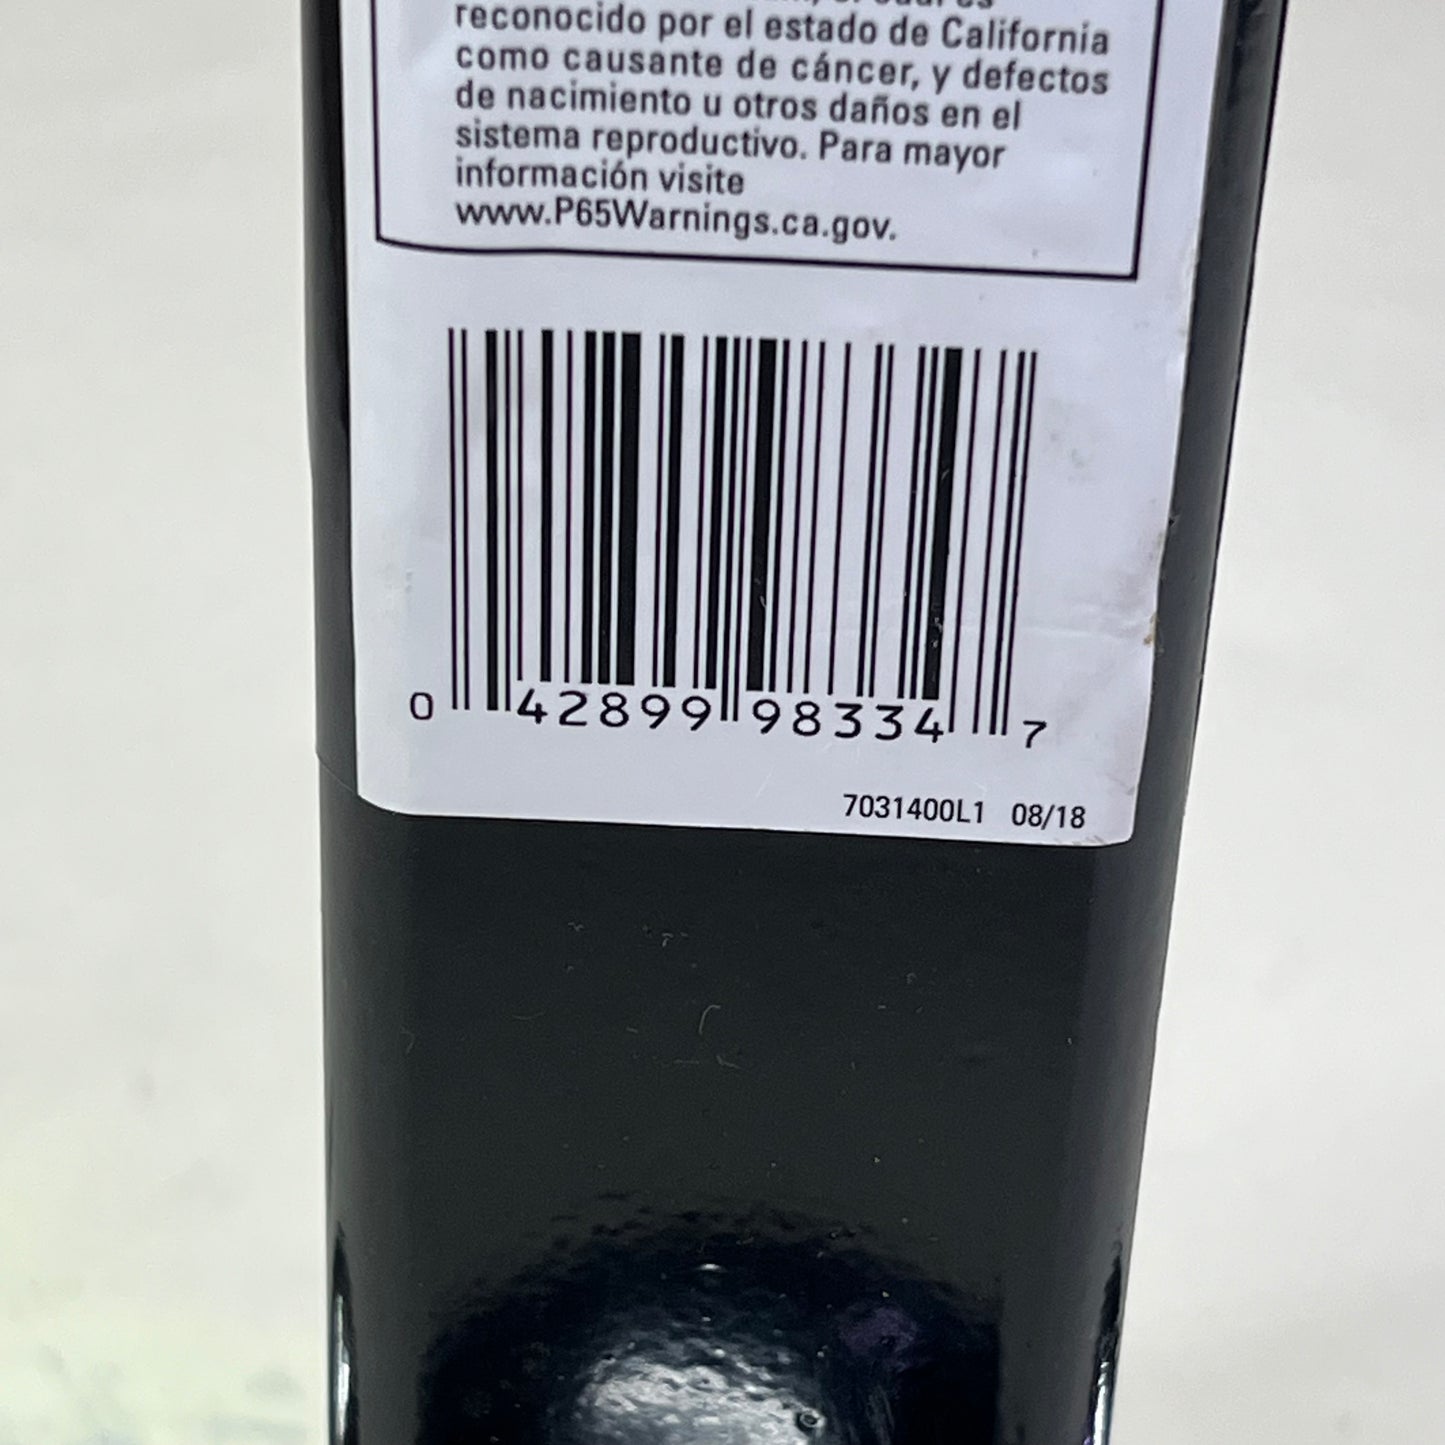 reconocido por el estado de California
como causante de cáncer, y defectos
de nacimiento u otros daños en el
sistema reproductivo. Para mayor
información visite
www.P65Warnings.ca.gov.
0 42899 98334 7
7031400L1 08/18